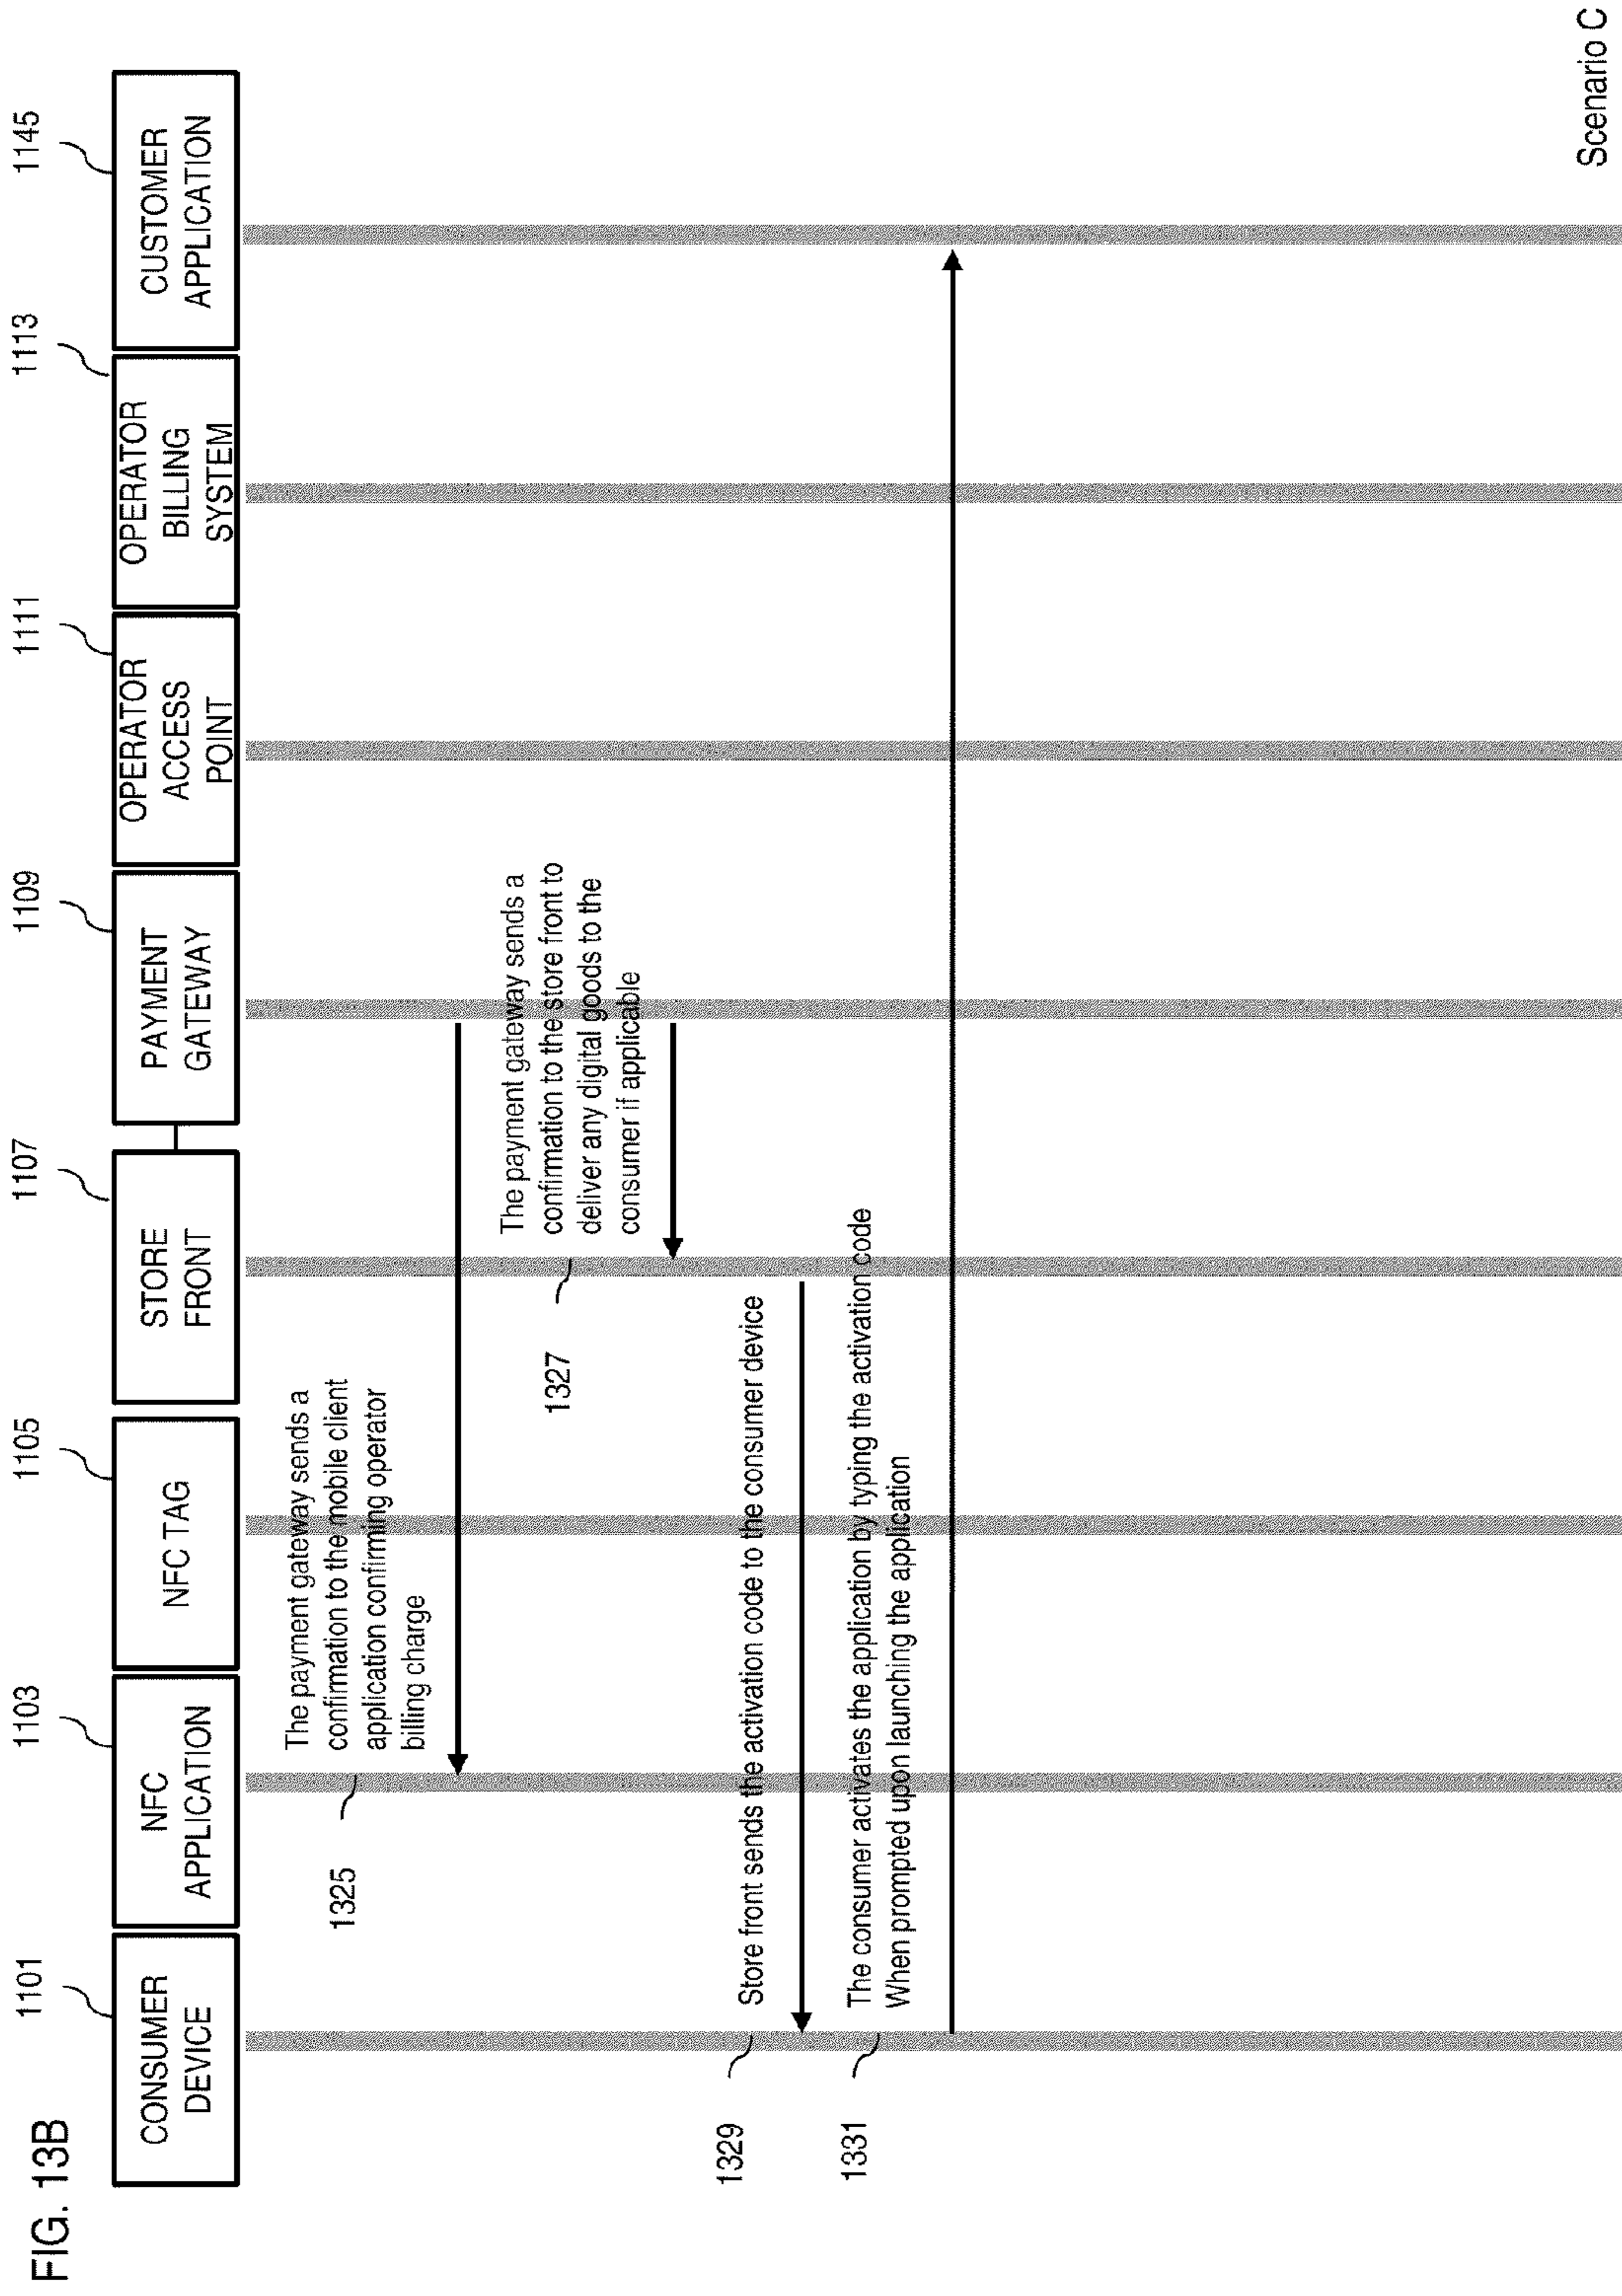 FIG. 13B
1101
1103
1105
1107
1109
1111
1113
1145
CONSUMER
DEVICE
NFC
APPLICATION
NFC TAG
STORE
FRONT
PAYMENT
GATEWAY
OPERATOR
ACCESS
POINT
OPERATOR
BILLING
SYSTEM
CUSTOMER
APPLICATION
1325
The payment gateway sends a
confirmation to the mobile client
application confirming operator
billing charge
1327
The payment gateway sends a
confirmation to the store front to
deliver any digital goods to the
consumer if applicable
1329
Store front sends the activation code to the consumer device
1331
The consumer activates the application by typing the activation code
When prompted upon launching the application
Scenario C